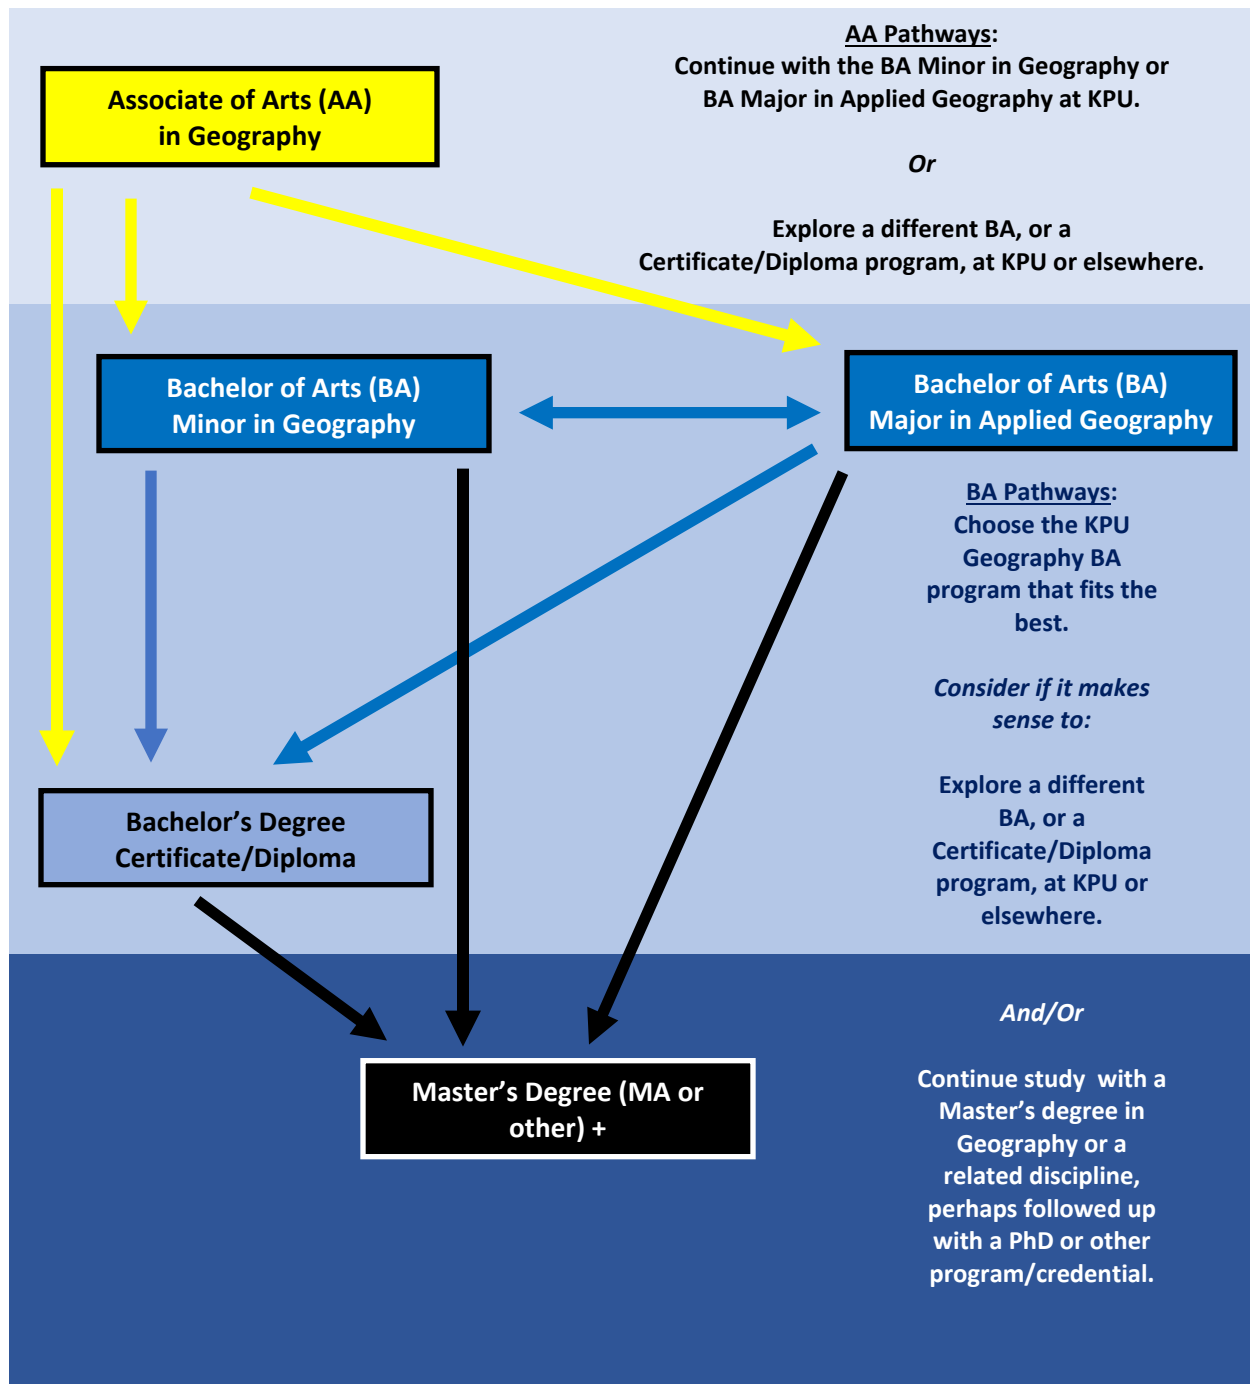 AA Pathways:
Continue with the BA Minor in Geography or
BA Major in Applied Geography at KPU.
Or
Explore a different BA, or a
Certificate/Diploma program, at KPU or elsewhere.
Associate of Arts (AA)
in Geography
Bachelor of Arts (BA)
Minor in Geography
Bachelor of Arts (BA)
Major in Applied Geography
BA Pathways:
Choose the KPU
Geography BA
program that fits the
best.
Consider if it makes
sense to:
Explore a different
BA, or a
Certificate/Diploma
program, at KPU or
elsewhere.
Bachelor’s Degree
Certificate/Diploma
And/Or
Continue study with a
Master’s degree in
Geography or a
related discipline,
perhaps followed up
with a PhD or other
program/credential.
Master’s Degree (MA or
other) +